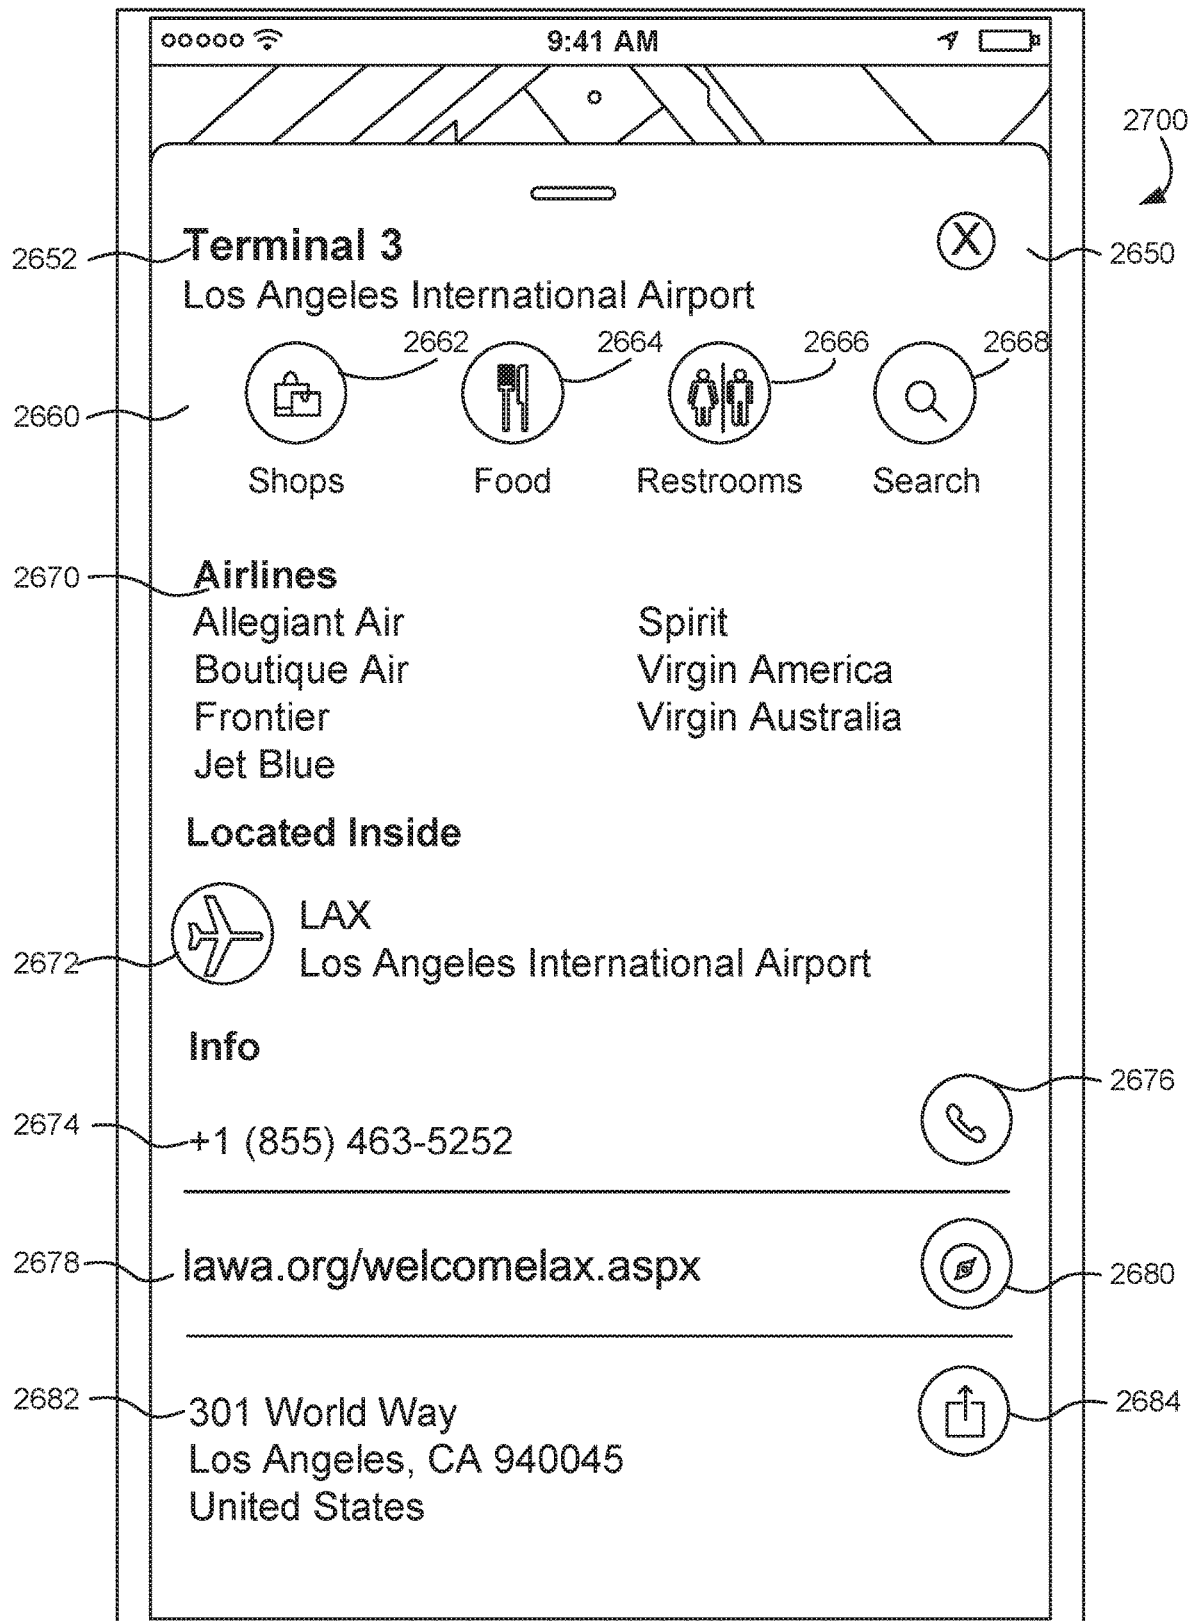 9:41 AM
2700
Terminal 3
2652
2650
Los Angeles International Airport
2662
2664
2666
2668
2660
Shops
Food
Restrooms
Search
2670
Airlines
Allegiant Air
Spirit
Boutique Air
Virgin America
Frontier
Virgin Australia
Jet Blue
Located Inside
LAX
2672
Los Angeles International Airport
Info
2676
2674
+1 (855) 463-5252
2678
lawa.org/welcomelax.aspx
2680
2682
301 World Way
2684
Los Angeles, CA 940045
United States